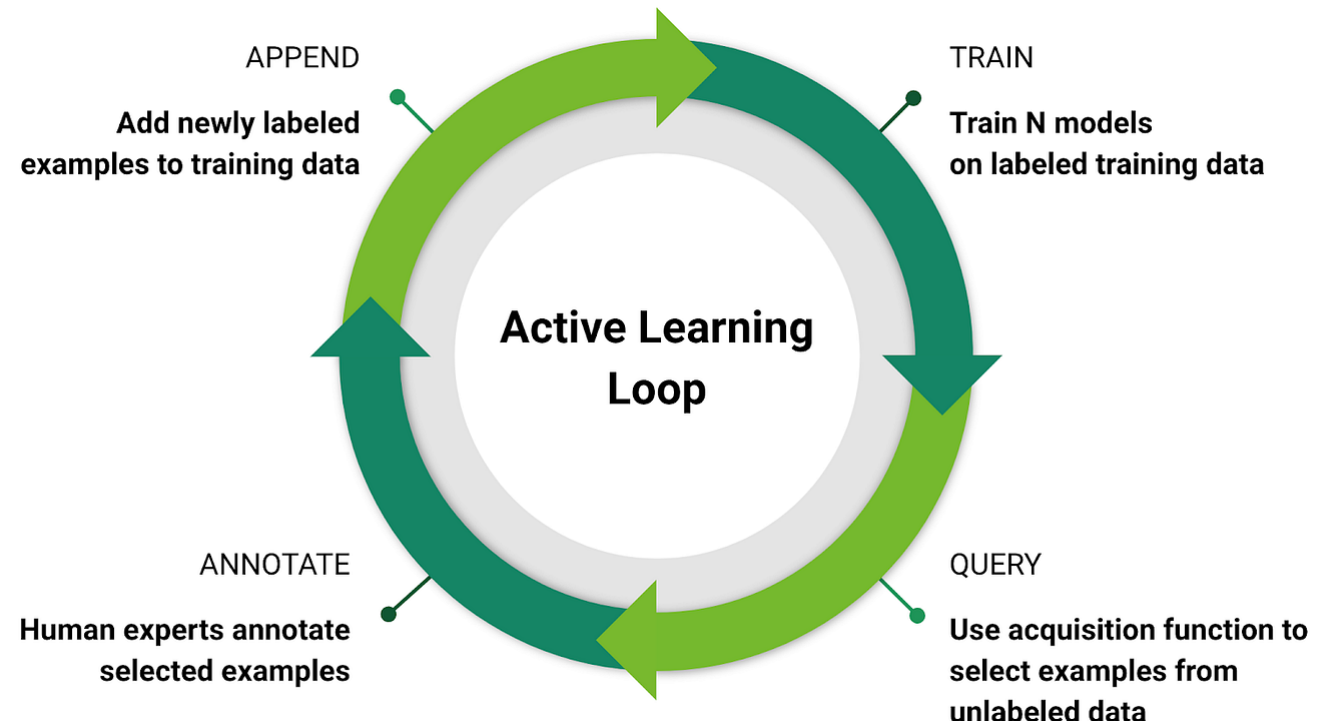 APPEND
Add newly labeled
examples to training data
TRAIN
Train N models
on labeled training data
Active Learning
Loop
ANNOTATE
Human experts annotate
selected examples
QUERY
Use acquisition function to
select examples from
unlabeled data